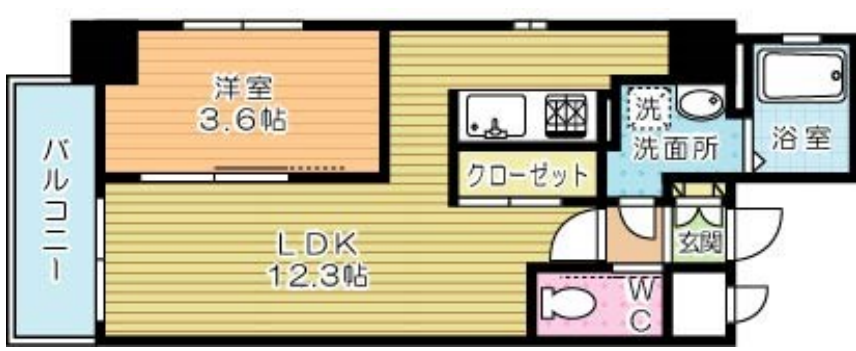 洋室
3.6帖
バルコニー
クローゼット
洗
洗面所
浴室
LDK
12.3帖
玄関
WC